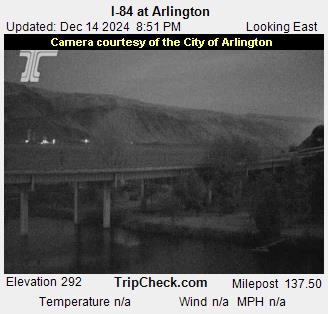 I-84 at Arlington
Updated: Dec 14 2024 8:51 PM Looking East
Camera courtesy of the City of Arlington
Elevation 292 TripCheck.com Milepost 137.50
Temperature n/a Wind n/a MPH n/a